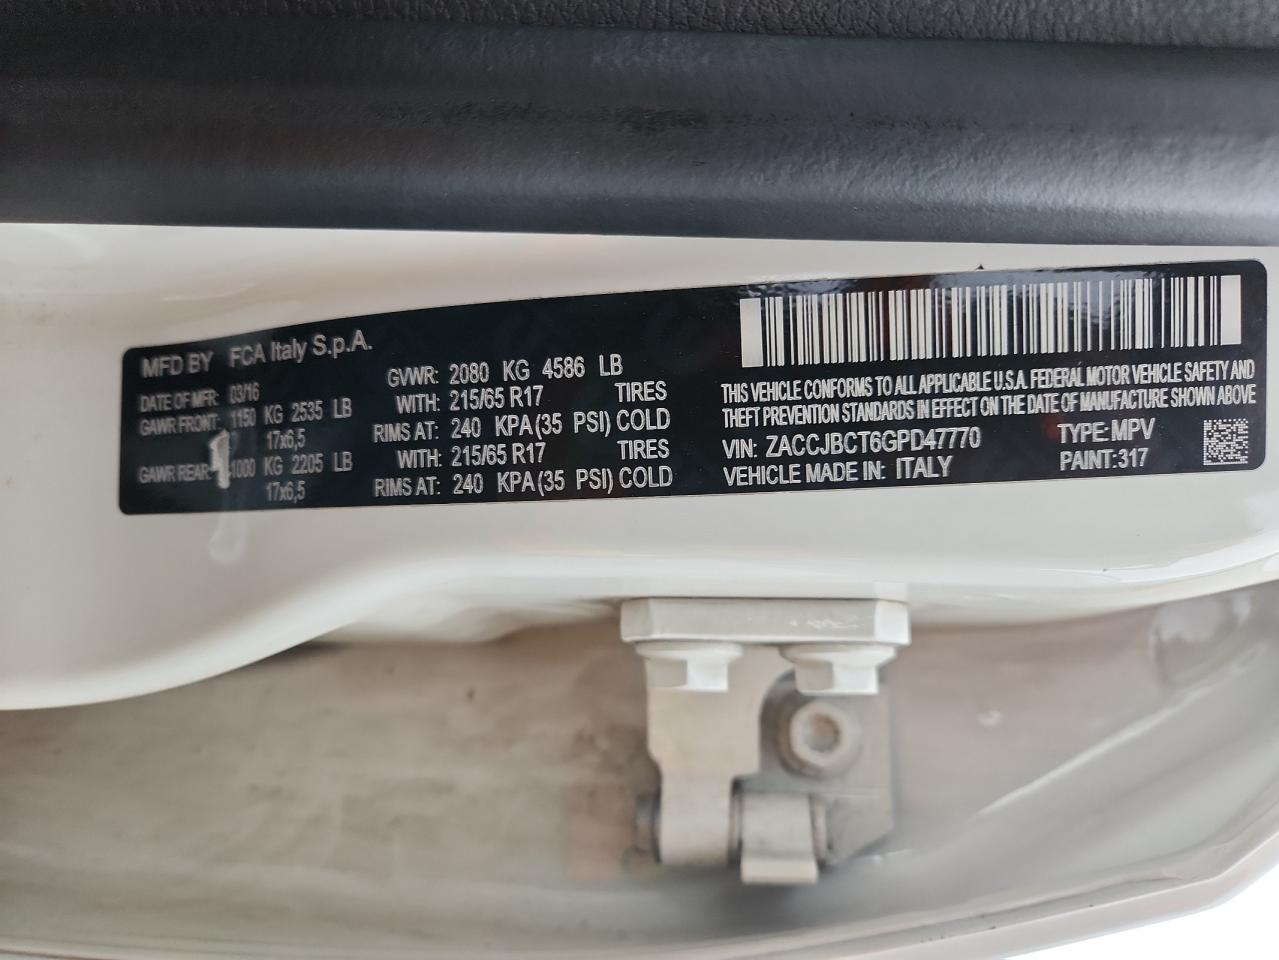 MFD BY FCA Italy S.p.A.
DATE OF MFR: 03/16 GVWR: 2080 KG 4586 LB
GAWR FRONT: 1150 KG 2535 LB WITH: 215/65 R17 TIRES
17x6,5 RIMS AT: 240 KPA (35 PSI) COLD
GAWR REAR: 1000 KG 2205 LB WITH: 215/65 R17 TIRES
17x6,5 RIMS AT: 240 KPA (35 PSI) COLD
THIS VEHICLE CONFORMS TO ALL APPLICABLE U.S.A. FEDERAL MOTOR VEHICLE SAFETY AND
THEFT PREVENTION STANDARDS IN EFFECT ON THE DATE OF MANUFACTURE SHOWN ABOVE
VIN: ZACCJBCT6GPD47770 TYPE: MPV
VEHICLE MADE IN: ITALY PAINT:317